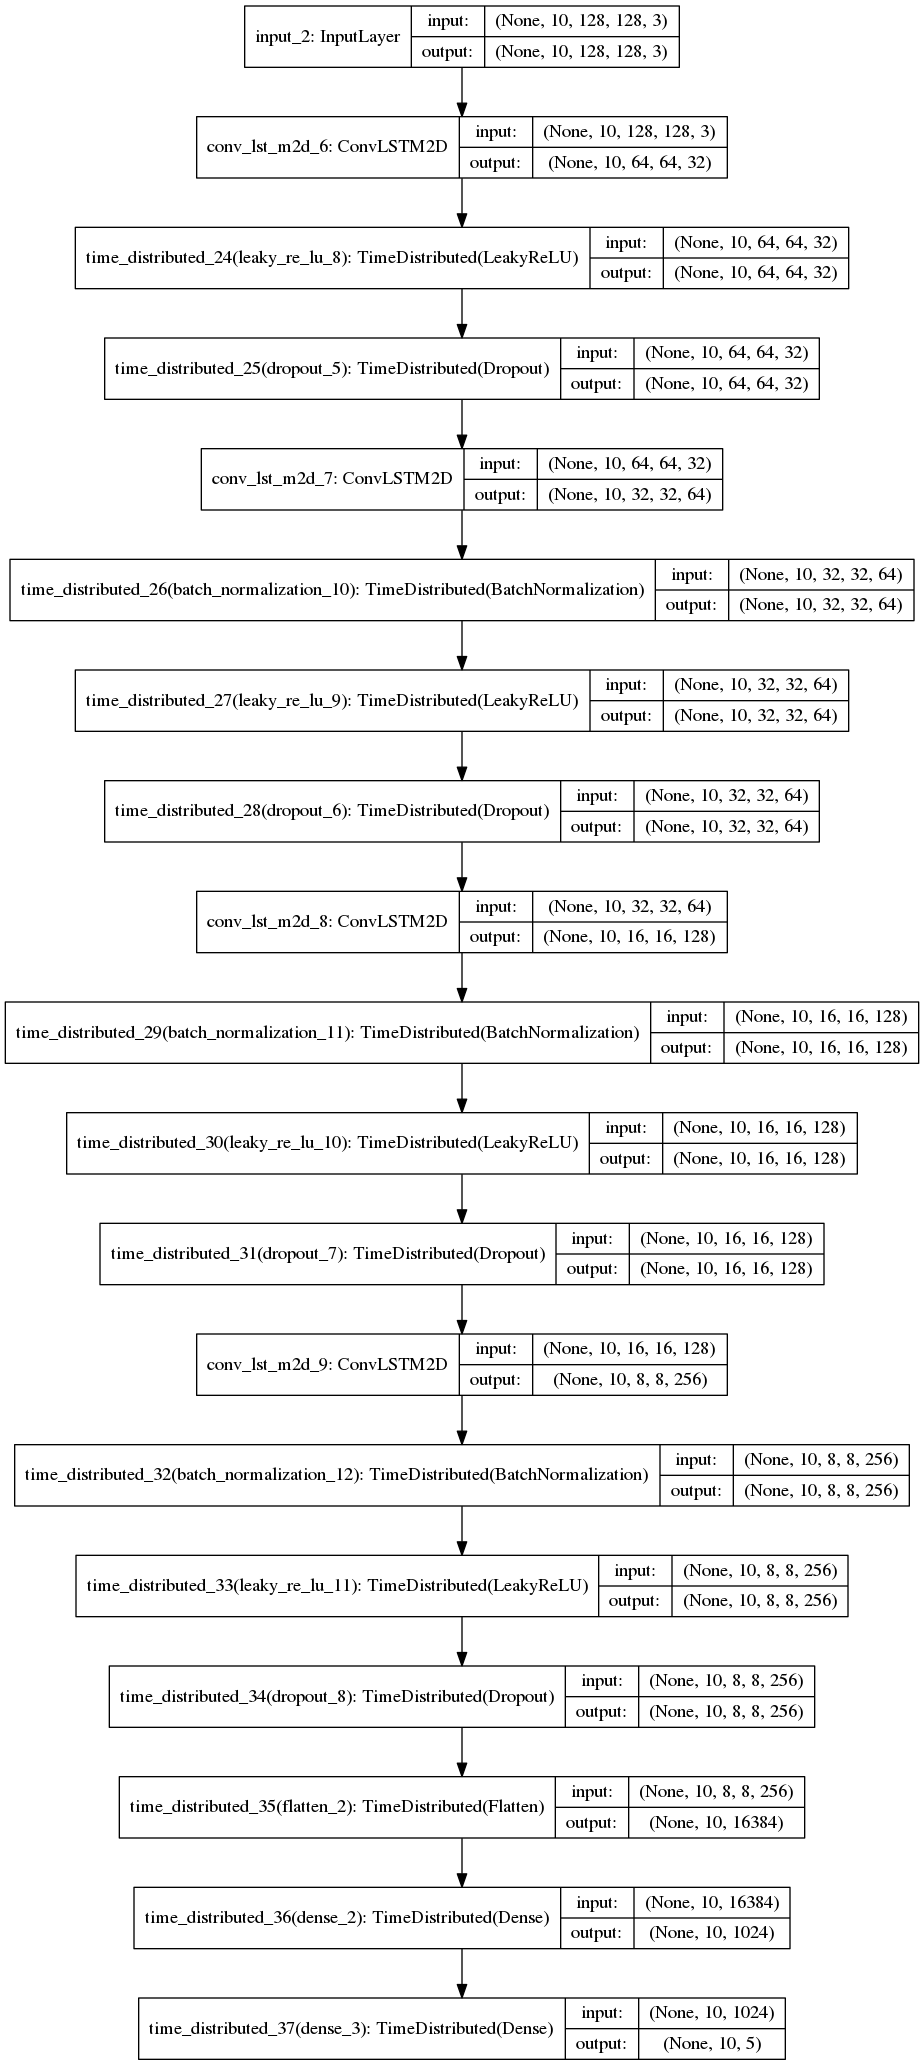 input_2: InputLayer
input: (None, 10, 128, 128, 3)
output: (None, 10, 128, 128, 3)
conv_lst_m2d_6: ConvLSTM2D
input: (None, 10, 128, 128, 3)
output: (None, 10, 64, 64, 32)
time_distributed_24(leaky_re_lu_8): TimeDistributed(LeakyReLU)
input: (None, 10, 64, 64, 32)
output: (None, 10, 64, 64, 32)
time_distributed_25(dropout_5): TimeDistributed(Dropout)
input: (None, 10, 64, 64, 32)
output: (None, 10, 64, 64, 32)
conv_lst_m2d_7: ConvLSTM2D
input: (None, 10, 64, 64, 32)
output: (None, 10, 32, 32, 64)
time_distributed_26(batch_normalization_10): TimeDistributed(BatchNormalization)
input: (None, 10, 32, 32, 64)
output: (None, 10, 32, 32, 64)
time_distributed_27(leaky_re_lu_9): TimeDistributed(LeakyReLU)
input: (None, 10, 32, 32, 64)
output: (None, 10, 32, 32, 64)
time_distributed_28(dropout_6): TimeDistributed(Dropout)
input: (None, 10, 32, 32, 64)
output: (None, 10, 32, 32, 64)
conv_lst_m2d_8: ConvLSTM2D
input: (None, 10, 32, 32, 64)
output: (None, 10, 16, 16, 128)
time_distributed_29(batch_normalization_11): TimeDistributed(BatchNormalization)
input: (None, 10, 16, 16, 128)
output: (None, 10, 16, 16, 128)
time_distributed_30(leaky_re_lu_10): TimeDistributed(LeakyReLU)
input: (None, 10, 16, 16, 128)
output: (None, 10, 16, 16, 128)
time_distributed_31(dropout_7): TimeDistributed(Dropout)
input: (None, 10, 16, 16, 128)
output: (None, 10, 16, 16, 128)
conv_lst_m2d_9: ConvLSTM2D
input: (None, 10, 16, 16, 128)
output: (None, 10, 8, 8, 256)
time_distributed_32(batch_normalization_12): TimeDistributed(BatchNormalization)
input: (None, 10, 8, 8, 256)
output: (None, 10, 8, 8, 256)
time_distributed_33(leaky_re_lu_11): TimeDistributed(LeakyReLU)
input: (None, 10, 8, 8, 256)
output: (None, 10, 8, 8, 256)
time_distributed_34(dropout_8): TimeDistributed(Dropout)
input: (None, 10, 8, 8, 256)
output: (None, 10, 8, 8, 256)
time_distributed_35(flatten_2): TimeDistributed(Flatten)
input: (None, 10, 8, 8, 256)
output: (None, 10, 16384)
time_distributed_36(dense_2): TimeDistributed(Dense)
input: (None, 10, 16384)
output: (None, 10, 1024)
time_distributed_37(dense_3): TimeDistributed(Dense)
input: (None, 10, 1024)
output: (None, 10, 5)